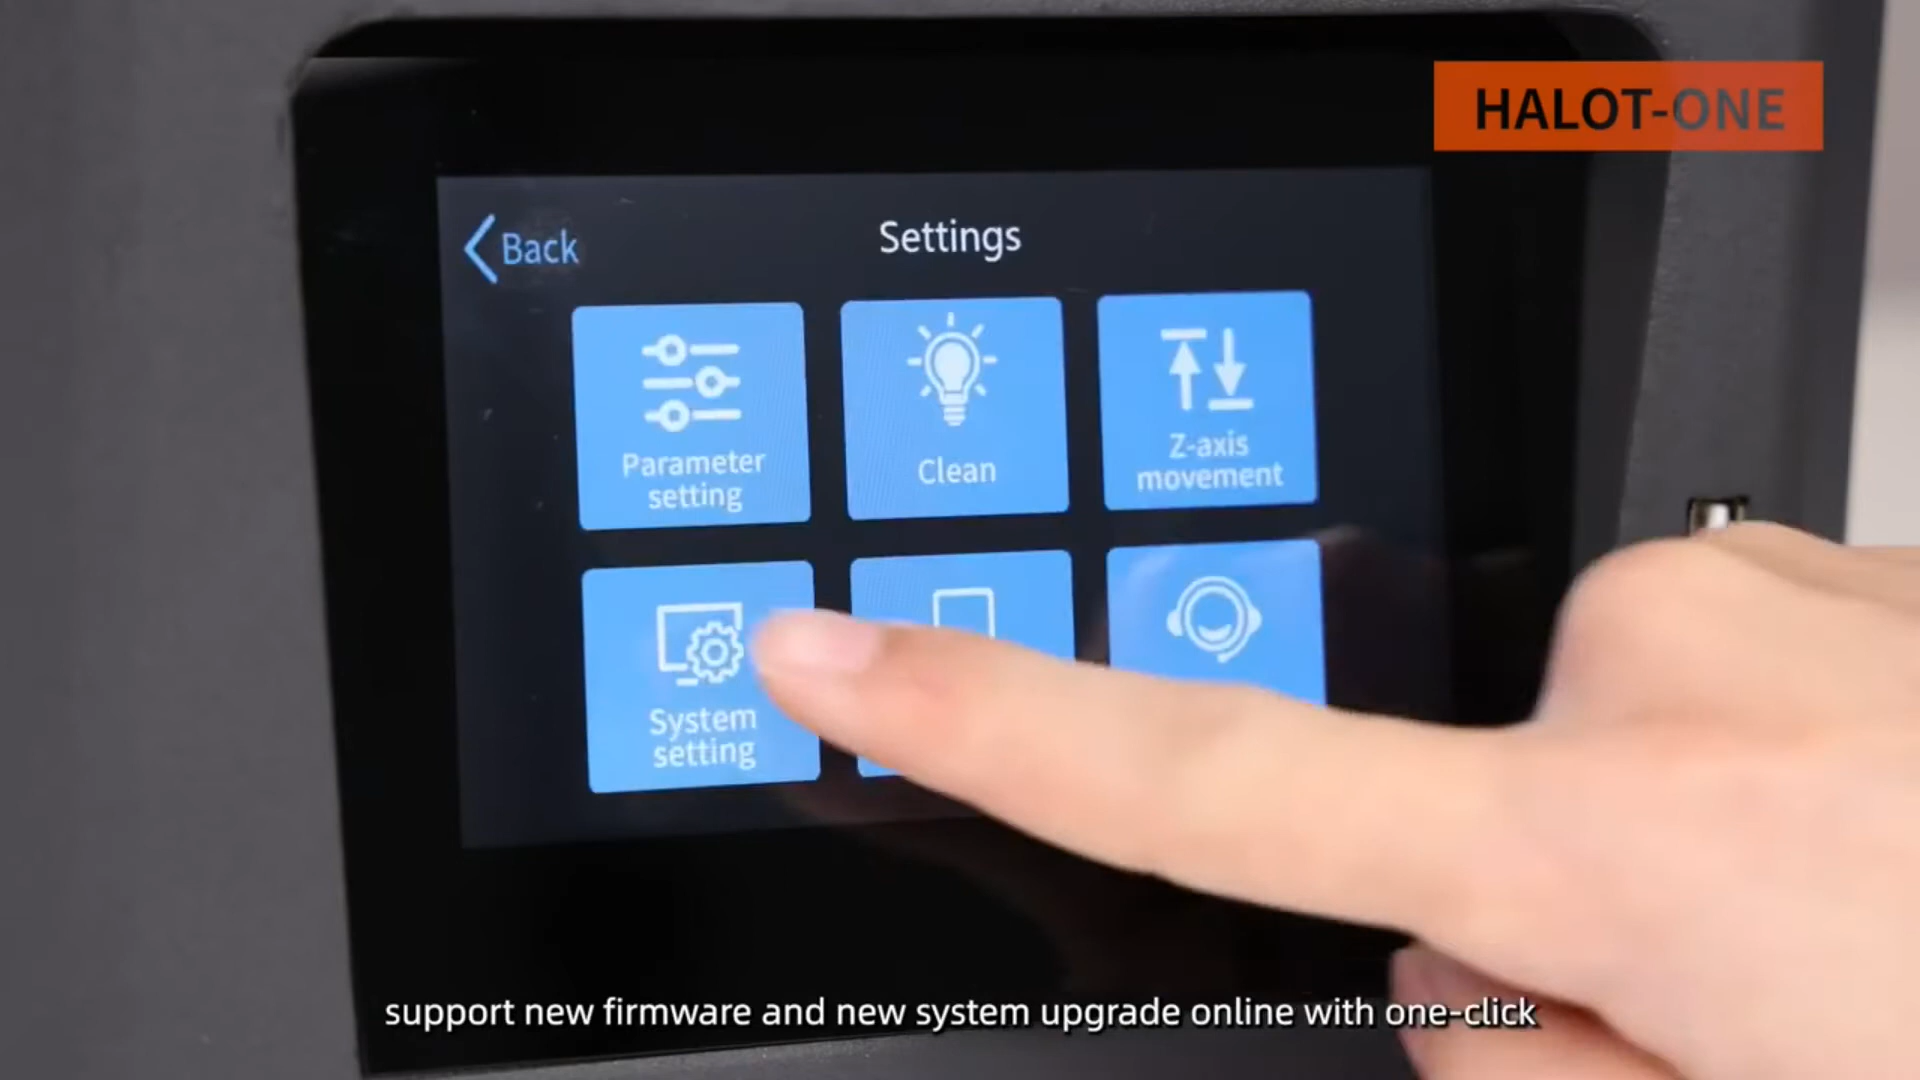 HALOT-ONE
Back
Settings
Parameter
setting
Clean
Z-axis
movement
System
setting
support new firmware and new system upgrade online with one-click